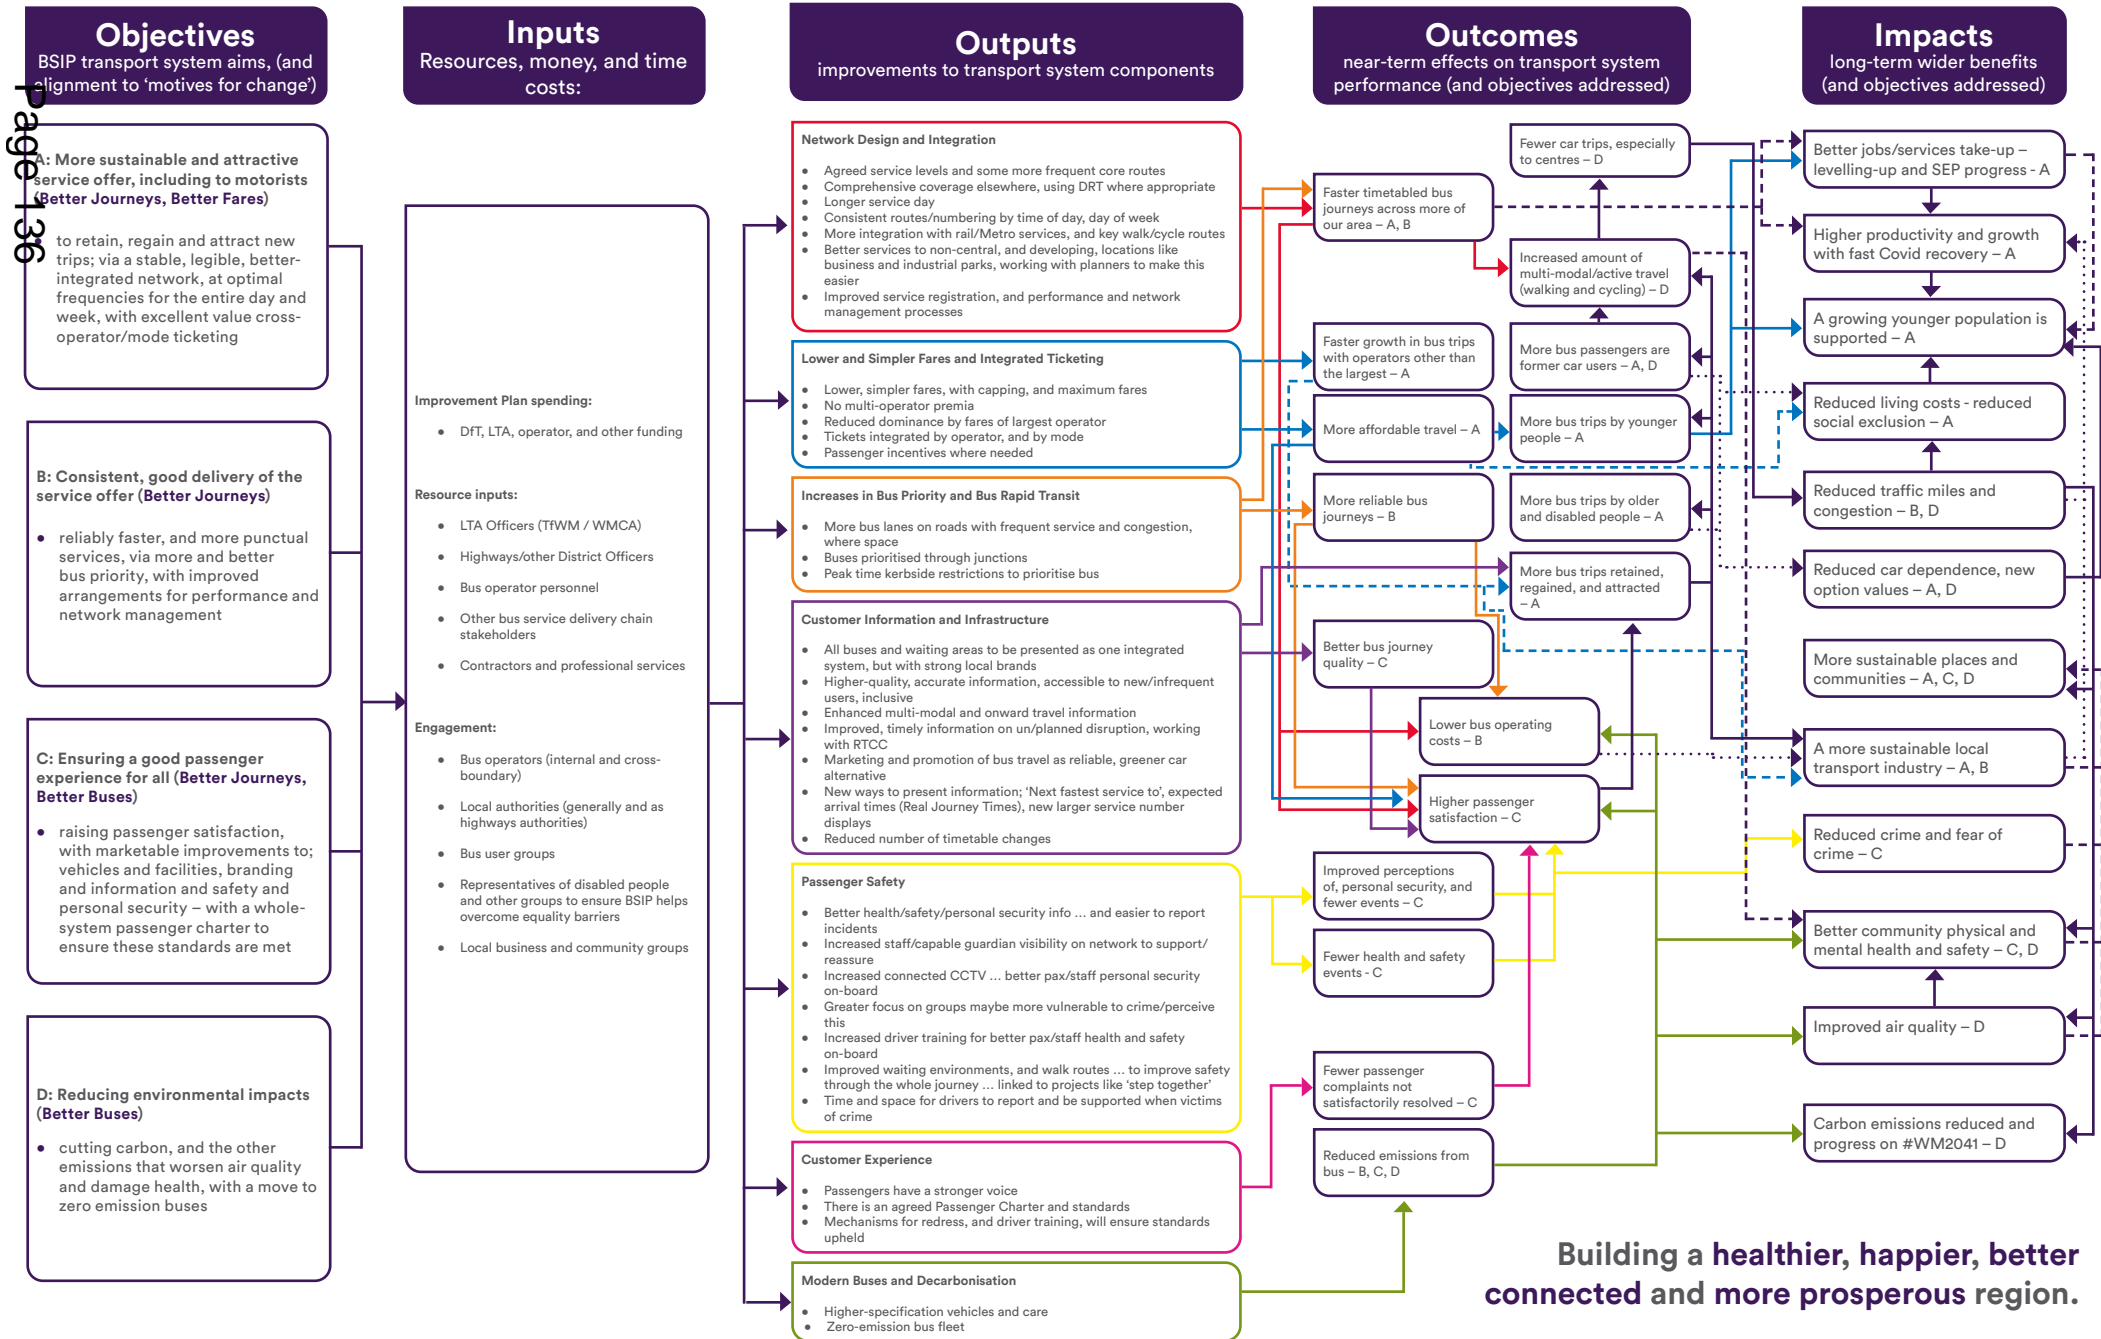 Page 136
Objectives
BSIP transport system aims, (and
alignment to ‘motives for change’)
A: More sustainable and attractive
service offer, including to motorists
(Better Journeys, Better Fares)
• to retain, regain and attract new
trips; via a stable, legible, better-
integrated network, at optimal
frequencies for the entire day and
week, with excellent value cross-
operator/mode ticketing
B: Consistent, good delivery of the
service offer (Better Journeys)
• reliably faster, and more punctual
services, via more and better
bus priority, with improved
arrangements for performance and
network management
C: Ensuring a good passenger
experience for all (Better Journeys,
Better Buses)
• raising passenger satisfaction,
with marketable improvements to;
vehicles and facilities, branding
and information and safety and
personal security – with a whole-
system passenger charter to
ensure these standards are met
D: Reducing environmental impacts
(Better Buses)
• cutting carbon, and the other
emissions that worsen air quality
and damage health, with a move to
zero emission buses
Inputs
Resources, money, and time
costs:
Improvement Plan spending:
• DfT, LTA, operator, and other funding
Resource inputs:
• LTA Officers (TfWM / WMCA)
• Highways/other District Officers
• Bus operator personnel
• Other bus service delivery chain
stakeholders
• Contractors and professional services
Engagement:
• Bus operators (internal and cross-
boundary)
• Local authorities (generally and as
highways authorities)
• Bus user groups
• Representatives of disabled people
and other groups to ensure BSIP helps
overcome equality barriers
• Local business and community groups
Outputs
improvements to transport system components
Network Design and Integration
• Agreed service levels and some more frequent core routes
• Comprehensive coverage elsewhere, using DRT where appropriate
• Longer service day
• Consistent routes/numbering by time of day, day of week
• More integration with rail/Metro services, and key walk/cycle routes
• Better services to non-central, and developing, locations like
business and industrial parks, working with planners to make this
easier
• Improved service registration, and performance and network
management processes
Lower and Simpler Fares and Integrated Ticketing
• Lower, simpler fares, with capping, and maximum fares
• No multi-operator premia
• Reduced dominance by fares of largest operator
• Tickets integrated by operator, and by mode
• Passenger incentives where needed
Increases in Bus Priority and Bus Rapid Transit
• More bus lanes on roads with frequent service and congestion,
where space
• Buses prioritised through junctions
• Peak time kerbside restrictions to prioritise bus
Customer Information and Infrastructure
• All buses and waiting areas to be presented as one integrated
system, but with strong local brands
• Higher-quality, accurate information, accessible to new/infrequent
users, inclusive
• Enhanced multi-modal and onward travel information
• Improved, timely information on un/planned disruption, working
with RTCC
• Marketing and promotion of bus travel as reliable, greener car
alternative
• New ways to present information; ‘Next fastest service to’, expected
arrival times (Real Journey Times), new larger service number
displays
• Reduced number of timetable changes
Passenger Safety
• Better health/safety/personal security info … and easier to report
incidents
• Increased staff/capable guardian visibility on network to support/
reassure
• Increased connected CCTV … better pax/staff personal security
on-board
• Greater focus on groups maybe more vulnerable to crime/perceive
this
• Increased driver training for better pax/staff health and safety
on-board
• Improved waiting environments, and walk routes … to improve safety
through the whole journey … linked to projects like ‘step together’
• Time and space for drivers to report and be supported when victims
of crime
Customer Experience
• Passengers have a stronger voice
• There is an agreed Passenger Charter and standards
• Mechanisms for redress, and driver training, will ensure standards
upheld
Modern Buses and Decarbonisation
• Higher-specification vehicles and care
• Zero-emission bus fleet
Outcomes
near-term effects on transport system
performance (and objectives addressed)
Fewer car trips, especially
to centres – D
Faster timetabled bus
journeys across more of
our area – A, B
Increased amount of
multi-modal/active travel
(walking and cycling) – D
Faster growth in bus trips
with operators other than
the largest – A
More bus passengers are
former car users – A, D
More affordable travel – A
More bus trips by younger
people – A
More reliable bus
journeys – B
More bus trips by older
and disabled people – A
More bus trips retained,
regained, and attracted
– A
Better bus journey
quality – C
Lower bus operating
costs – B
Higher passenger
satisfaction – C
Improved perceptions
of, personal security, and
fewer events – C
Fewer health and safety
events - C
Fewer passenger
complaints not
satisfactorily resolved – C
Reduced emissions from
bus – B, C, D
Impacts
long-term wider benefits
(and objectives addressed)
Better jobs/services take-up –
levelling-up and SEP progress - A
Higher productivity and growth
with fast Covid recovery – A
A growing younger population is
supported – A
Reduced living costs - reduced
social exclusion – A
Reduced traffic miles and
congestion – B, D
Reduced car dependence, new
option values – A, D
More sustainable places and
communities – A, C, D
A more sustainable local
transport industry – A, B
Reduced crime and fear of
crime – C
Better community physical and
mental health and safety – C, D
Improved air quality – D
Carbon emissions reduced and
progress on #WM2041 – D
Building a healthier, happier, better
connected and more prosperous region.